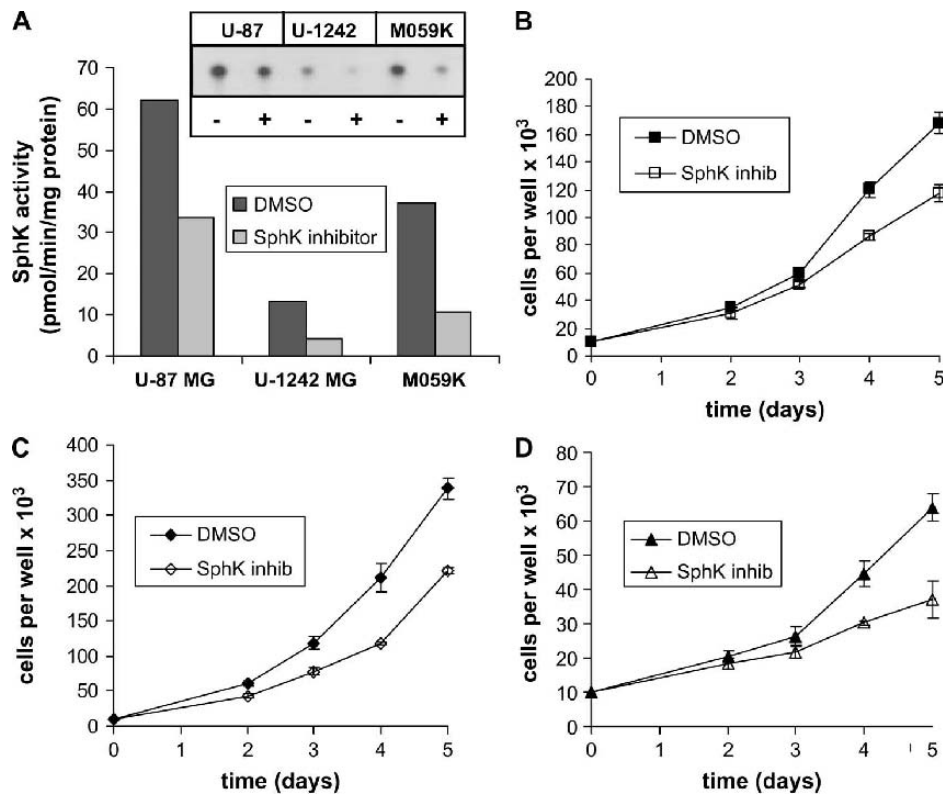 A
U-87 U-1242 M059K
- + - + - +
SphK activity
(pmol/min/mg protein)
70
60
50
40
30
20
10
0
DMSO
SphK inhibitor
U-87 MG U-1242 MG M059K
B
cells per well x 10³
200
180
160
140
120
100
80
60
40
20
0
DMSO
SphK inhib
0 1 2 3 4 5
time (days)
C
cells per well x 10³
400
350
300
250
200
150
100
50
0
DMSO
SphK inhib
0 1 2 3 4 5
time (days)
D
cells per well x 10³
80
70
60
50
40
30
20
10
0
DMSO
SphK inhib
0 1 2 3 4 5
time (days)